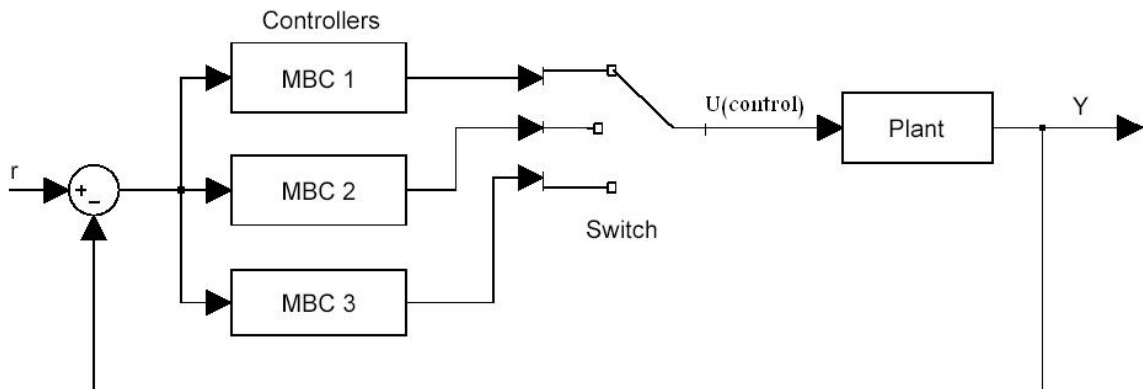 Controllers
MBC 1
U(control)
Plant
Y
r
+
−
MBC 2
Switch
MBC 3